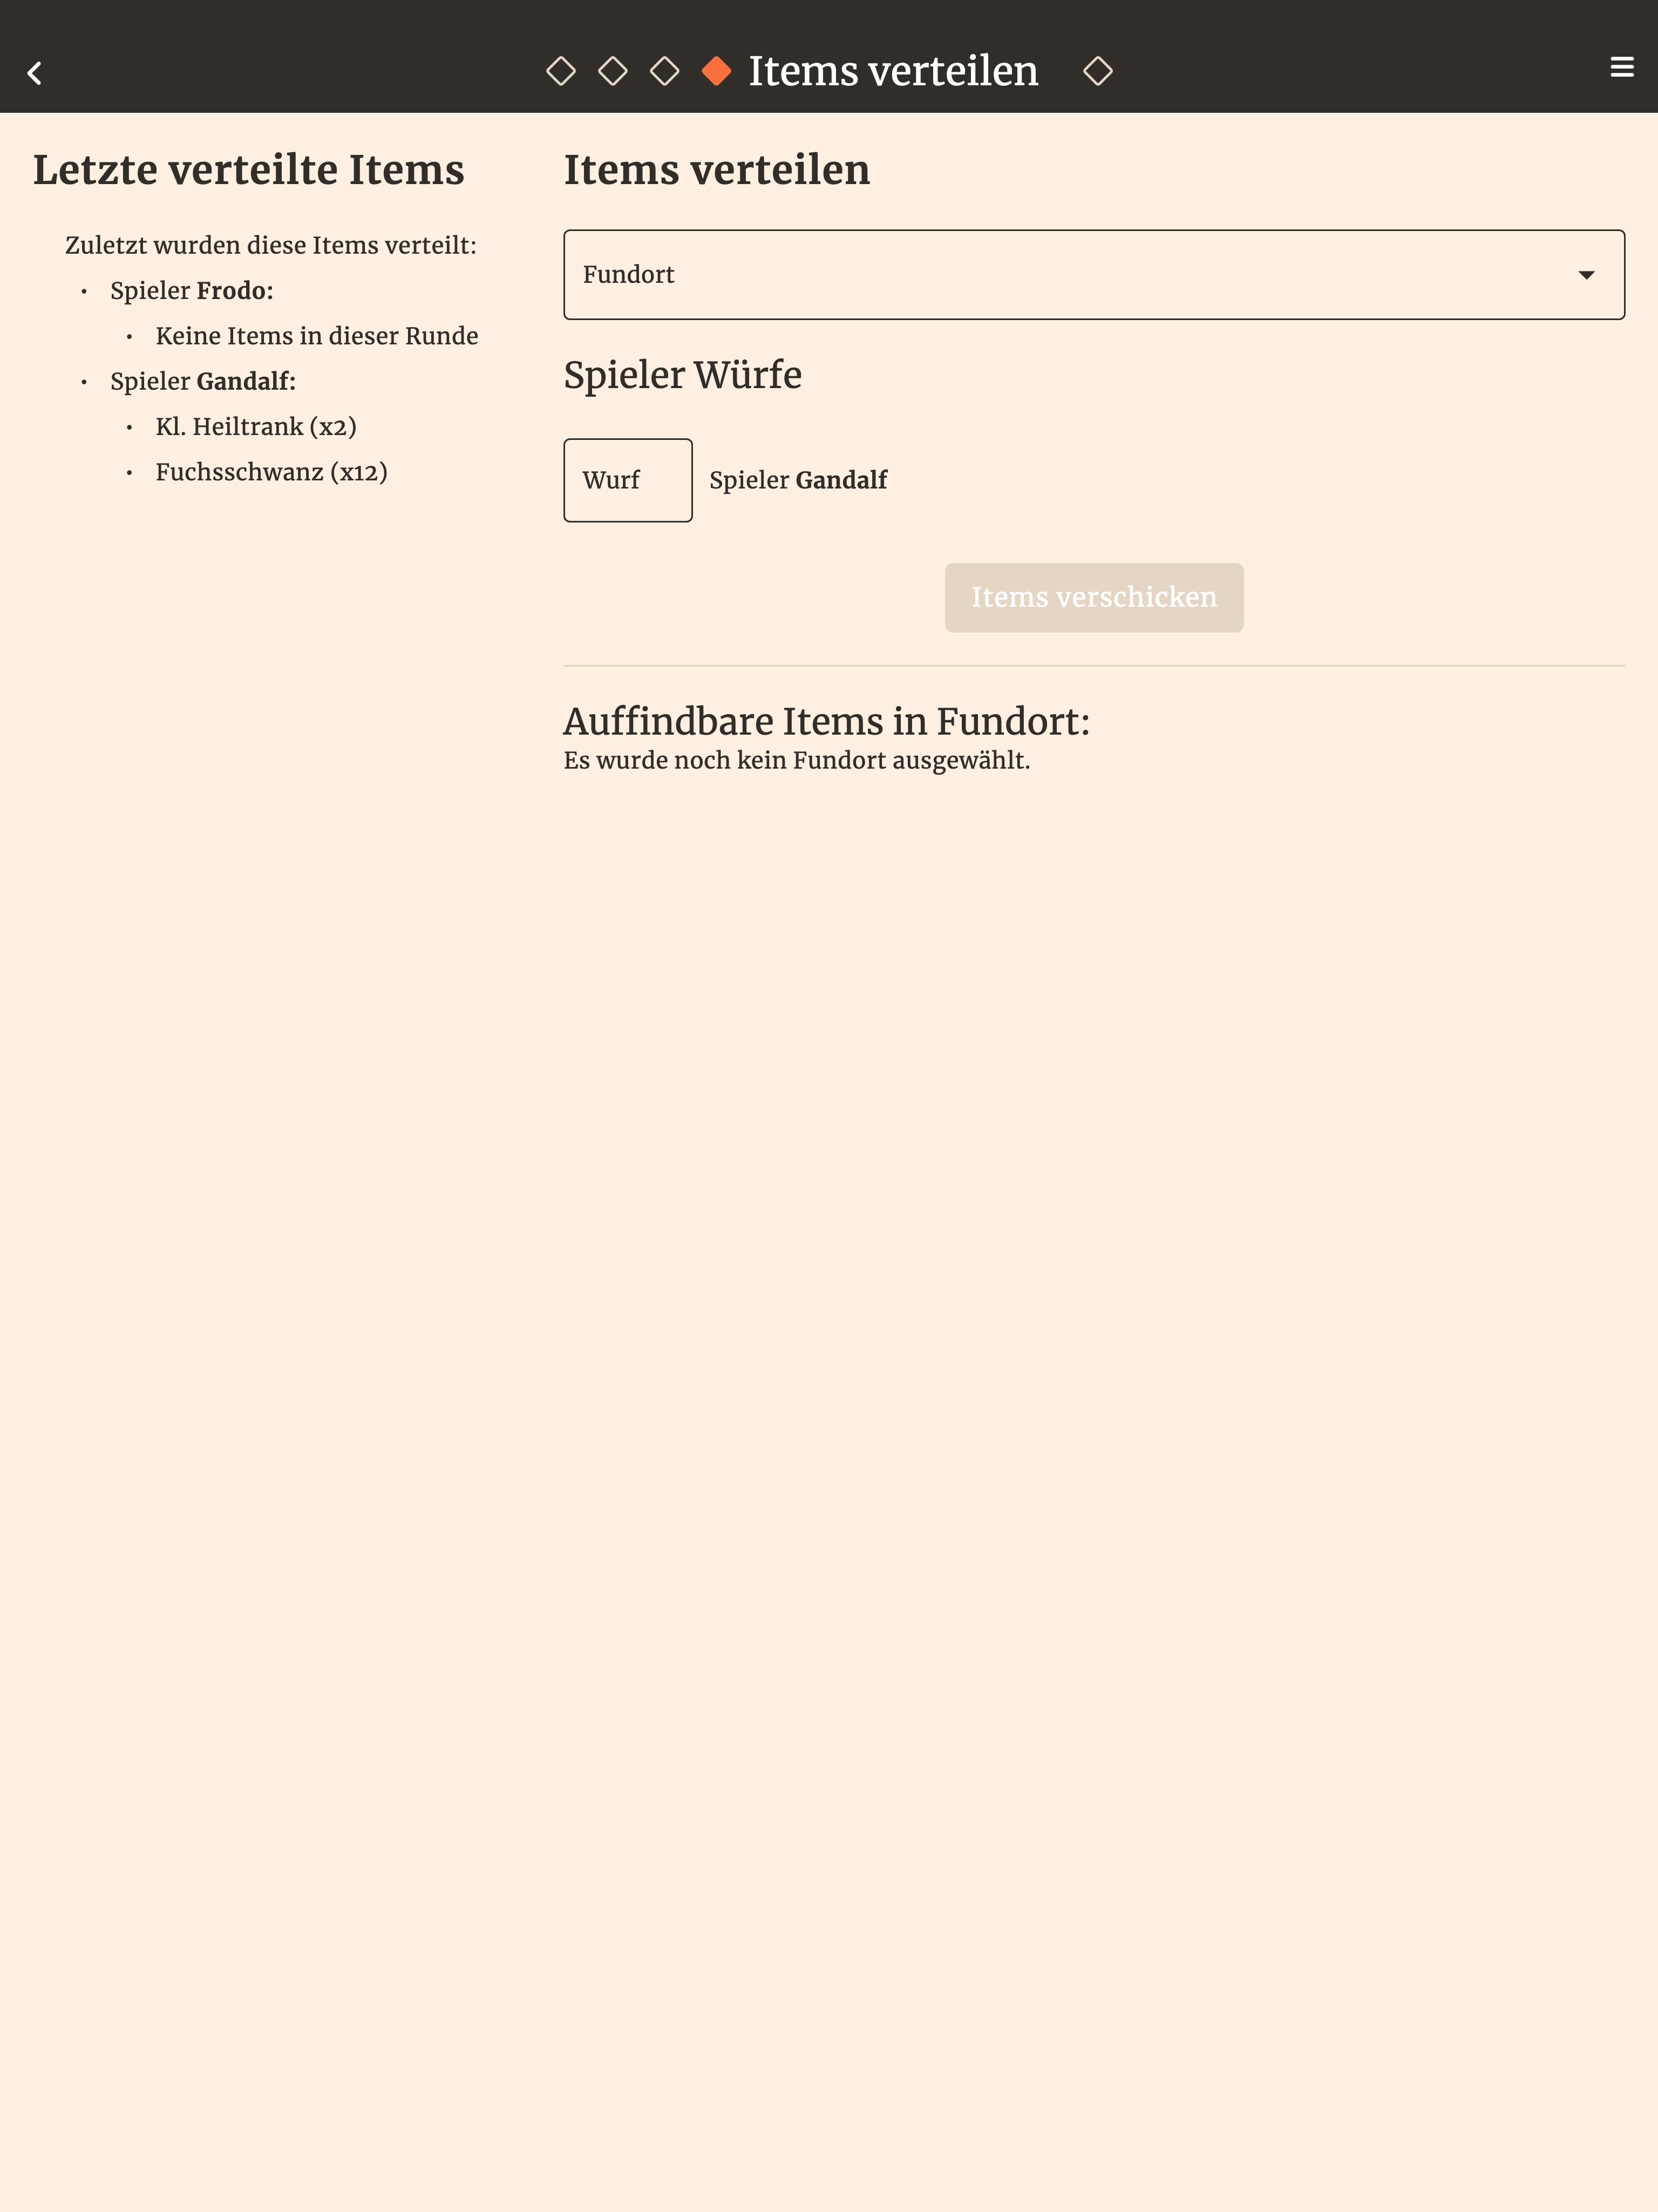 Items verteilen
Letzte verteilte Items
Zuletzt wurden diese Items verteilt:
• Spieler Frodo:
• Keine Items in dieser Runde
• Spieler Gandalf:
• Kl. Heiltrank (x2)
• Fuchsschwanz (x12)
Items verteilen
Fundort
Spieler Würfe
Wurf Spieler Gandalf
Items verschicken
Auffindbare Items in Fundort:
Es wurde noch kein Fundort ausgewählt.